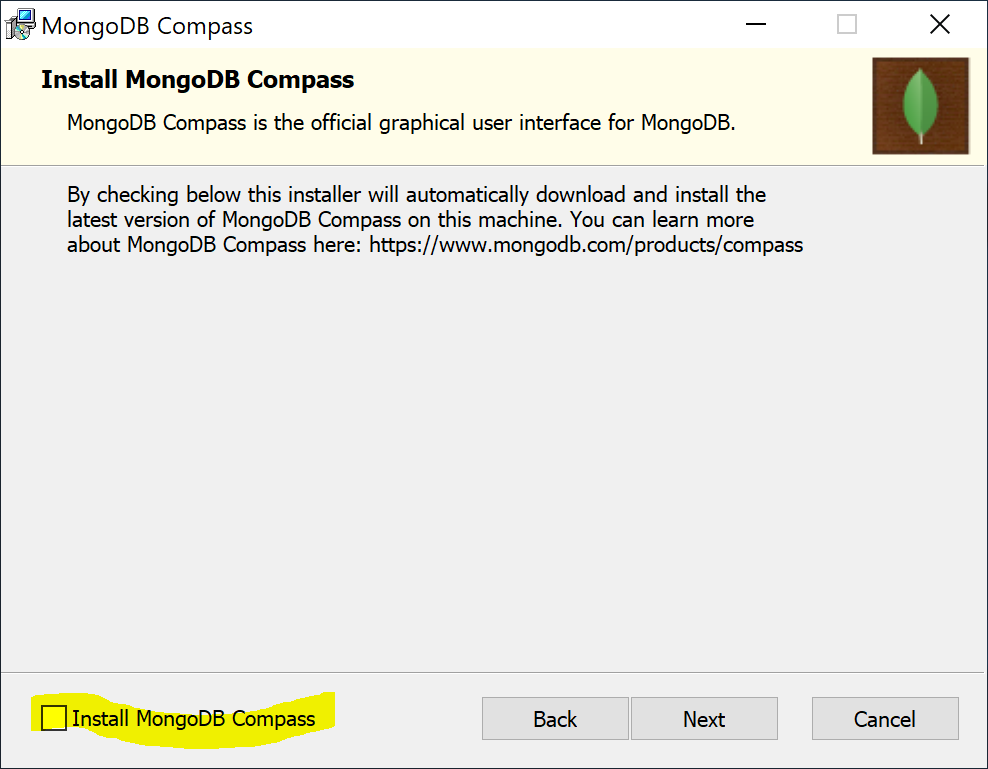 MongoDB Compass
Install MongoDB Compass
MongoDB Compass is the official graphical user interface for MongoDB.
By checking below this installer will automatically download and install the
latest version of MongoDB Compass on this machine. You can learn more
about MongoDB Compass here: https://www.mongodb.com/products/compass
Install MongoDB Compass
Back
Next
Cancel